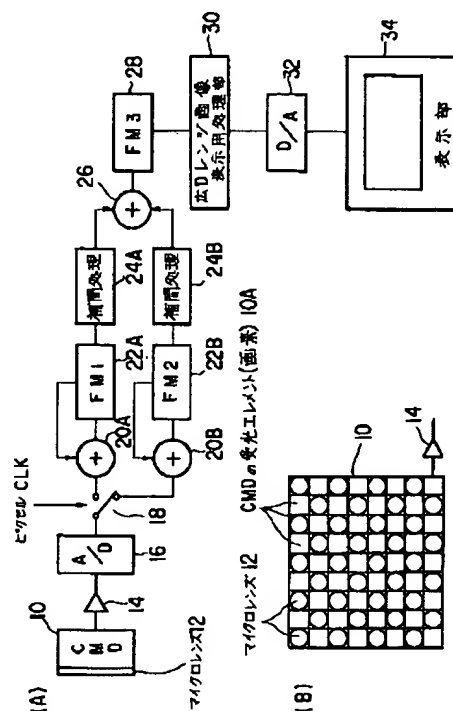 (A)
10
CMD
マイクロレンズ12
14
A/D
16
ピクセル CLK
18
20A
20B
FM1
22A
FM2
22B
補間処理
24A
補間処理
24B
26
FM3
28
広Dレンジ画像
表示用処理部
30
D/A
32
34
表示部
(B)
マイクロレンズ12
CMDの受光エレメント(画素)10A
10
14